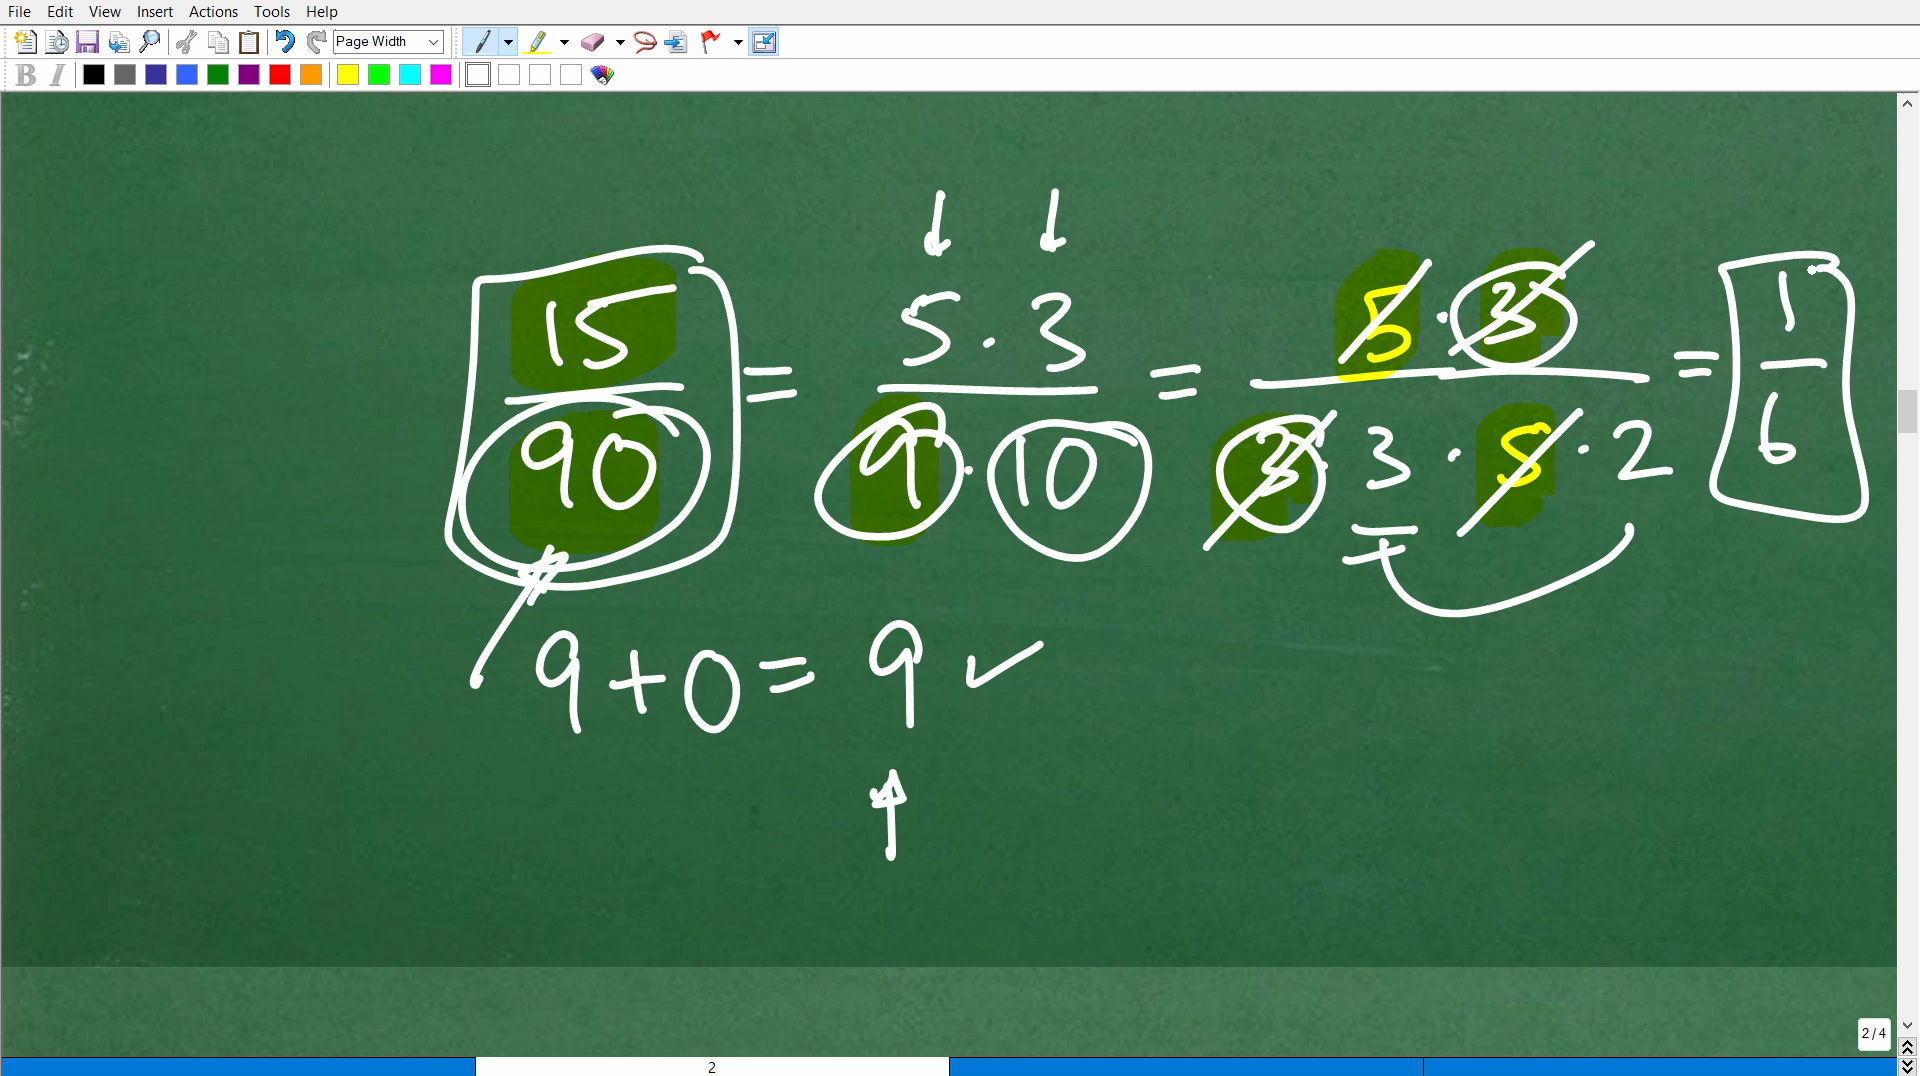 File Edit View Insert Actions Tools Help
Page Width
B I
15/90 = 5·3/9·10 = 5·3/3·3·5·2 = 1/6
9+0=9 ✓
2/4
2